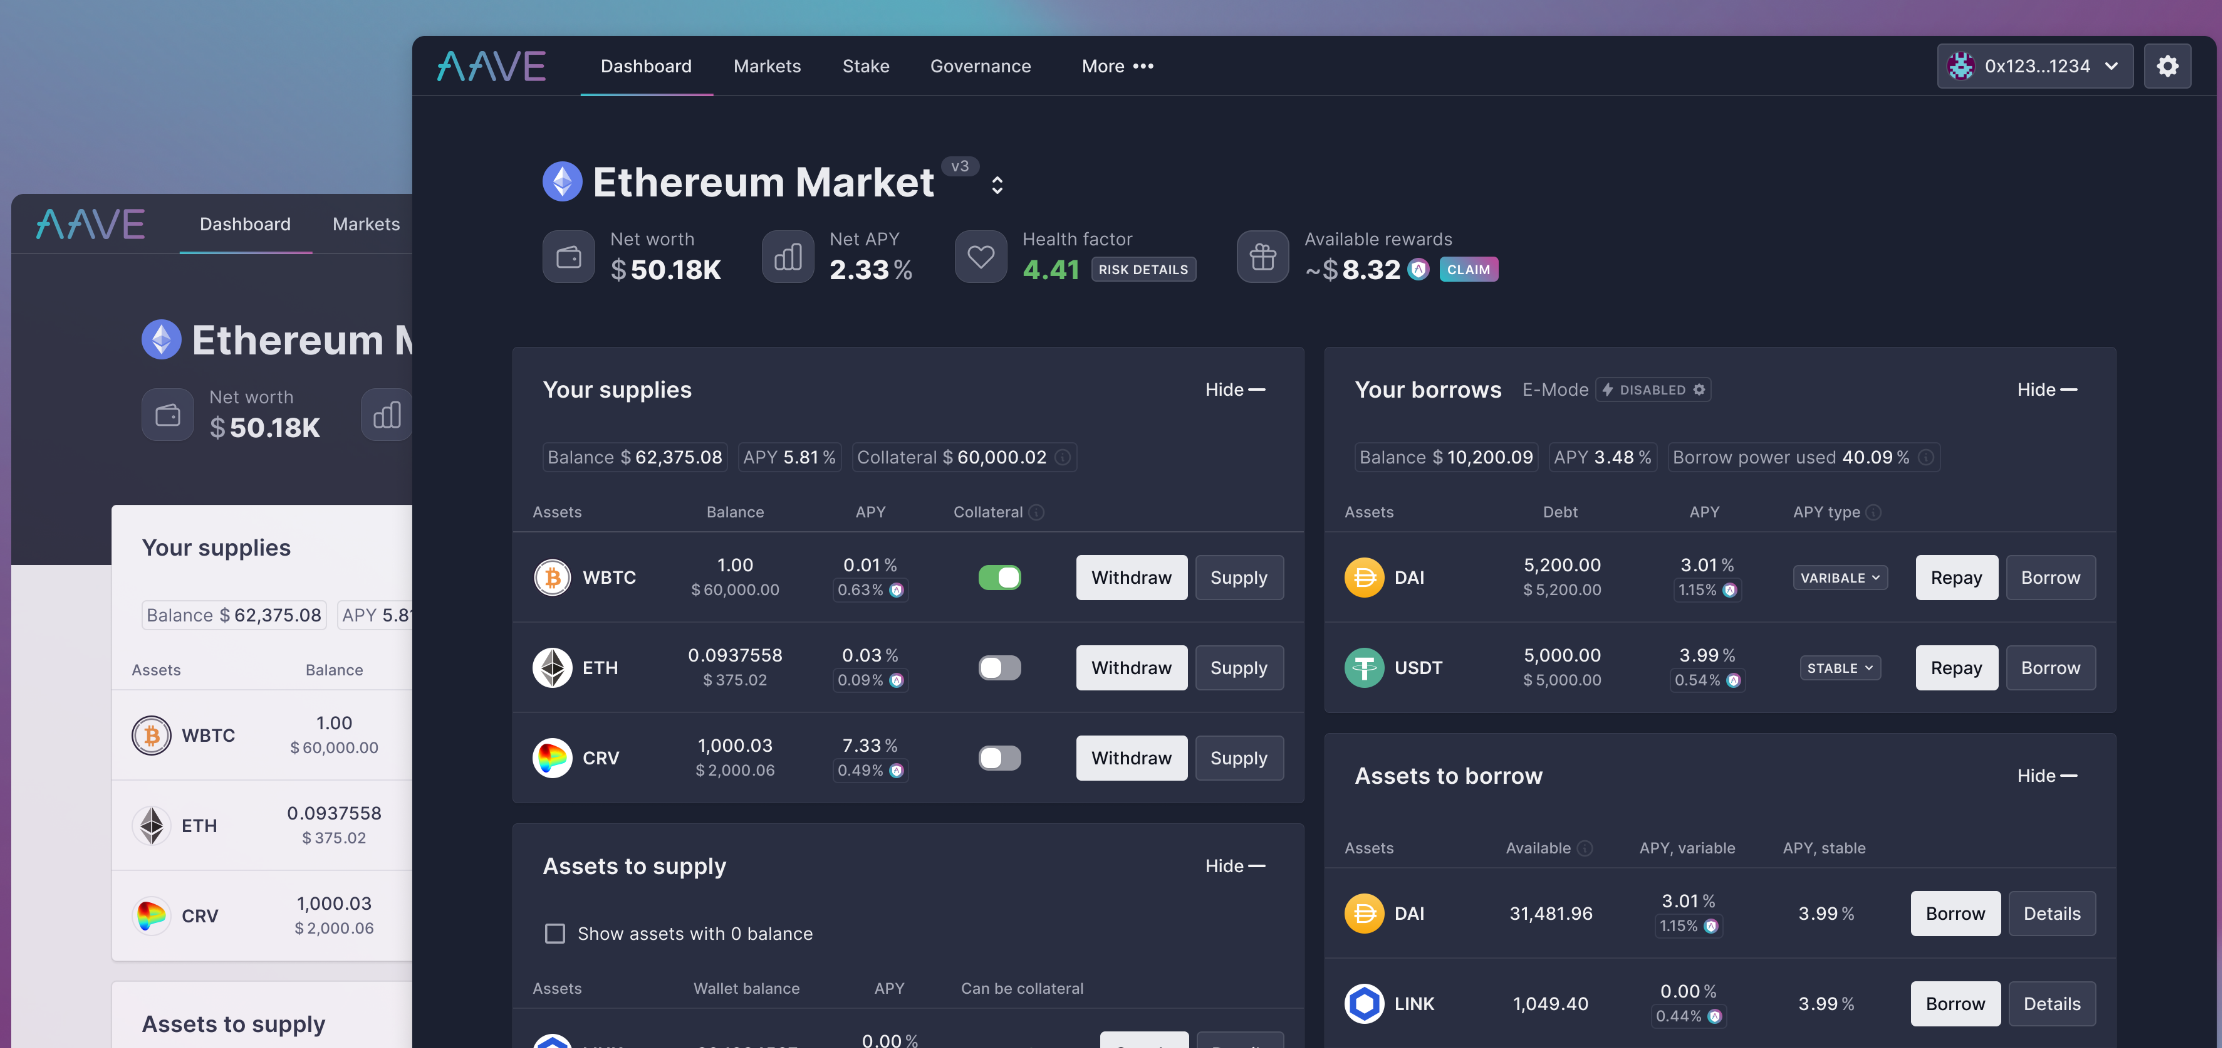 AAVE Dashboard Markets Stake Governance More ••• 0x123...1234
Ethereum Market v3
Net worth Net APY Health factor Available rewards
$ 50.18K 2.33 % 4.41 RISK DETAILS ~$ 8.32 CLAIM
Your supplies Hide
Balance $ 62,375.08 APY 5.81 % Collateral $ 60,000.02
Assets Balance APY Collateral
WBTC 1.00 0.01 % Withdraw Supply
$ 60,000.00 0.63%
ETH 0.0937558 0.03 % Withdraw Supply
$ 375.02 0.09%
CRV 1,000.03 7.33 % Withdraw Supply
$ 2,000.06 0.49%
Assets to supply Hide
Show assets with 0 balance
Assets Wallet balance APY Can be collateral
0.00 %
Your borrows E-Mode DISABLED Hide
Balance $ 10,200.09 APY 3.48 % Borrow power used 40.09 %
Assets Debt APY APY type
DAI 5,200.00 3.01 % VARIBALE Repay Borrow
$ 5,200.00 1.15%
USDT 5,000.00 3.99 % STABLE Repay Borrow
$ 5,000.00 0.54%
Assets to borrow Hide
Assets Available APY, variable APY, stable
DAI 31,481.96 3.01 % 3.99 % Borrow Details
1.15%
LINK 1,049.40 0.00 % 3.99 % Borrow Details
0.44%
AAVE Dashboard Markets
Ethereum
Net worth
$ 50.18K
Your supplies
Balance $ 62,375.08 APY 5.8
Assets Balance
WBTC 1.00
$ 60,000.00
ETH 0.0937558
$ 375.02
CRV 1,000.03
$ 2,000.06
Assets to supply